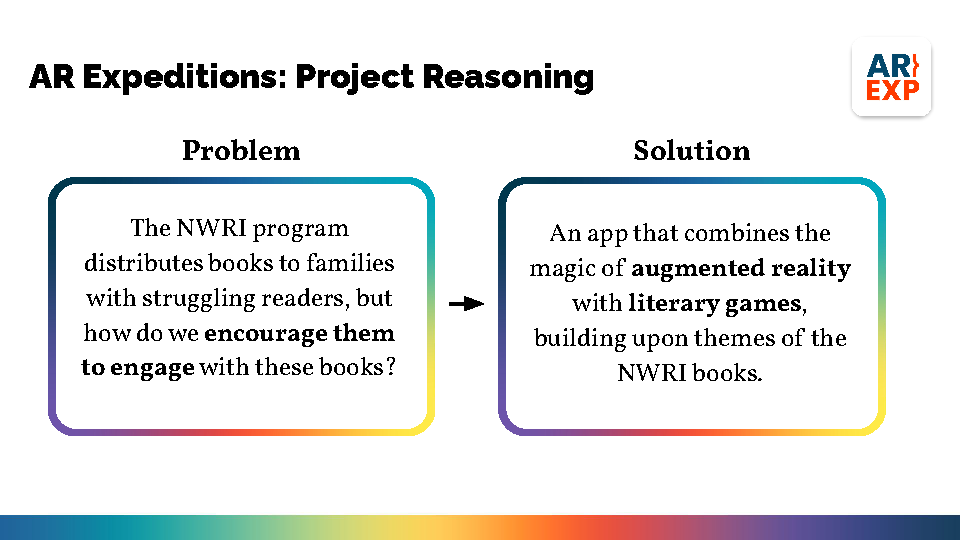 AR Expeditions: Project Reasoning
AR}
EXP
Problem
The NWRI program
distributes books to families
with struggling readers, but
how do we encourage them
to engage with these books?
Solution
An app that combines the
magic of augmented reality
with literary games,
building upon themes of the
NWRI books.